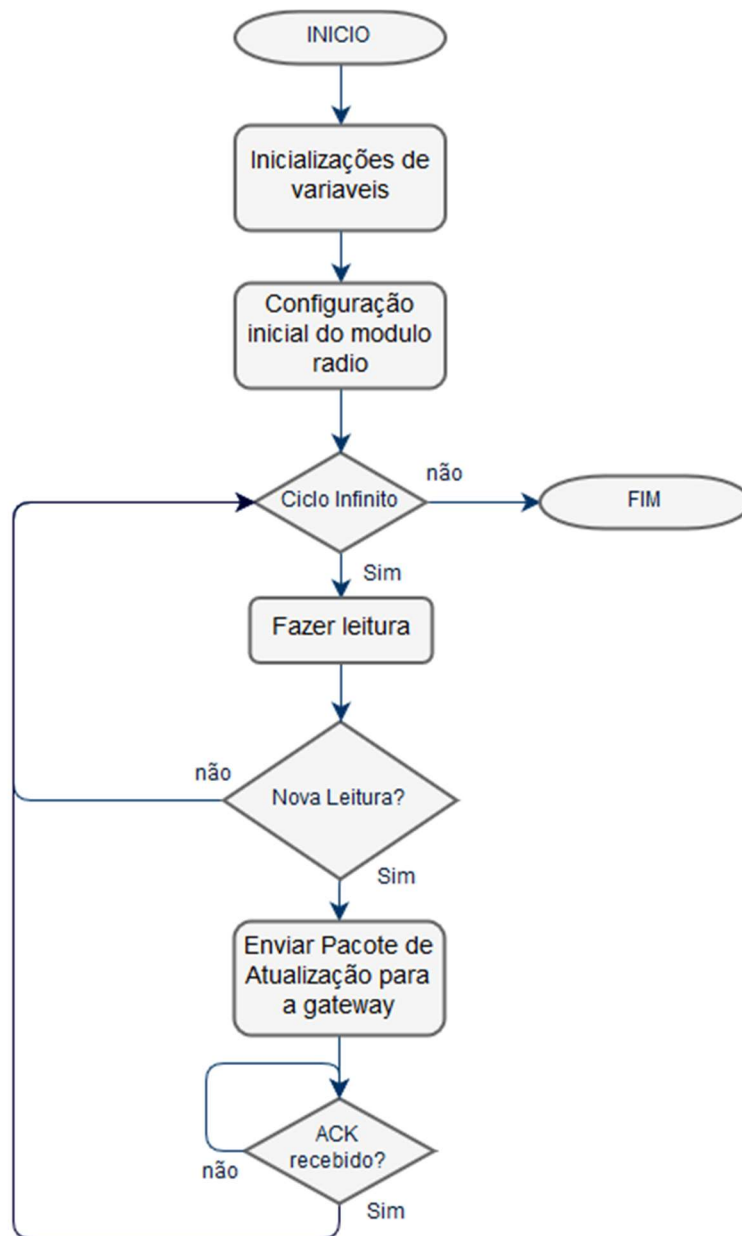 INICIO
Inicializações de
variaveis
Configuração
inicial do modulo
radio
Ciclo Infinito
não
FIM
Sim
Fazer leitura
não
Nova Leitura?
Sim
Enviar Pacote de
Atualização para
a gateway
ACK
recebido?
não
Sim